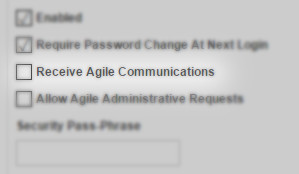 Enabled
Require Password Change At Next Login
Receive Agile Communications
Allow Agile Administrative Requests
Security Pass-Phrase